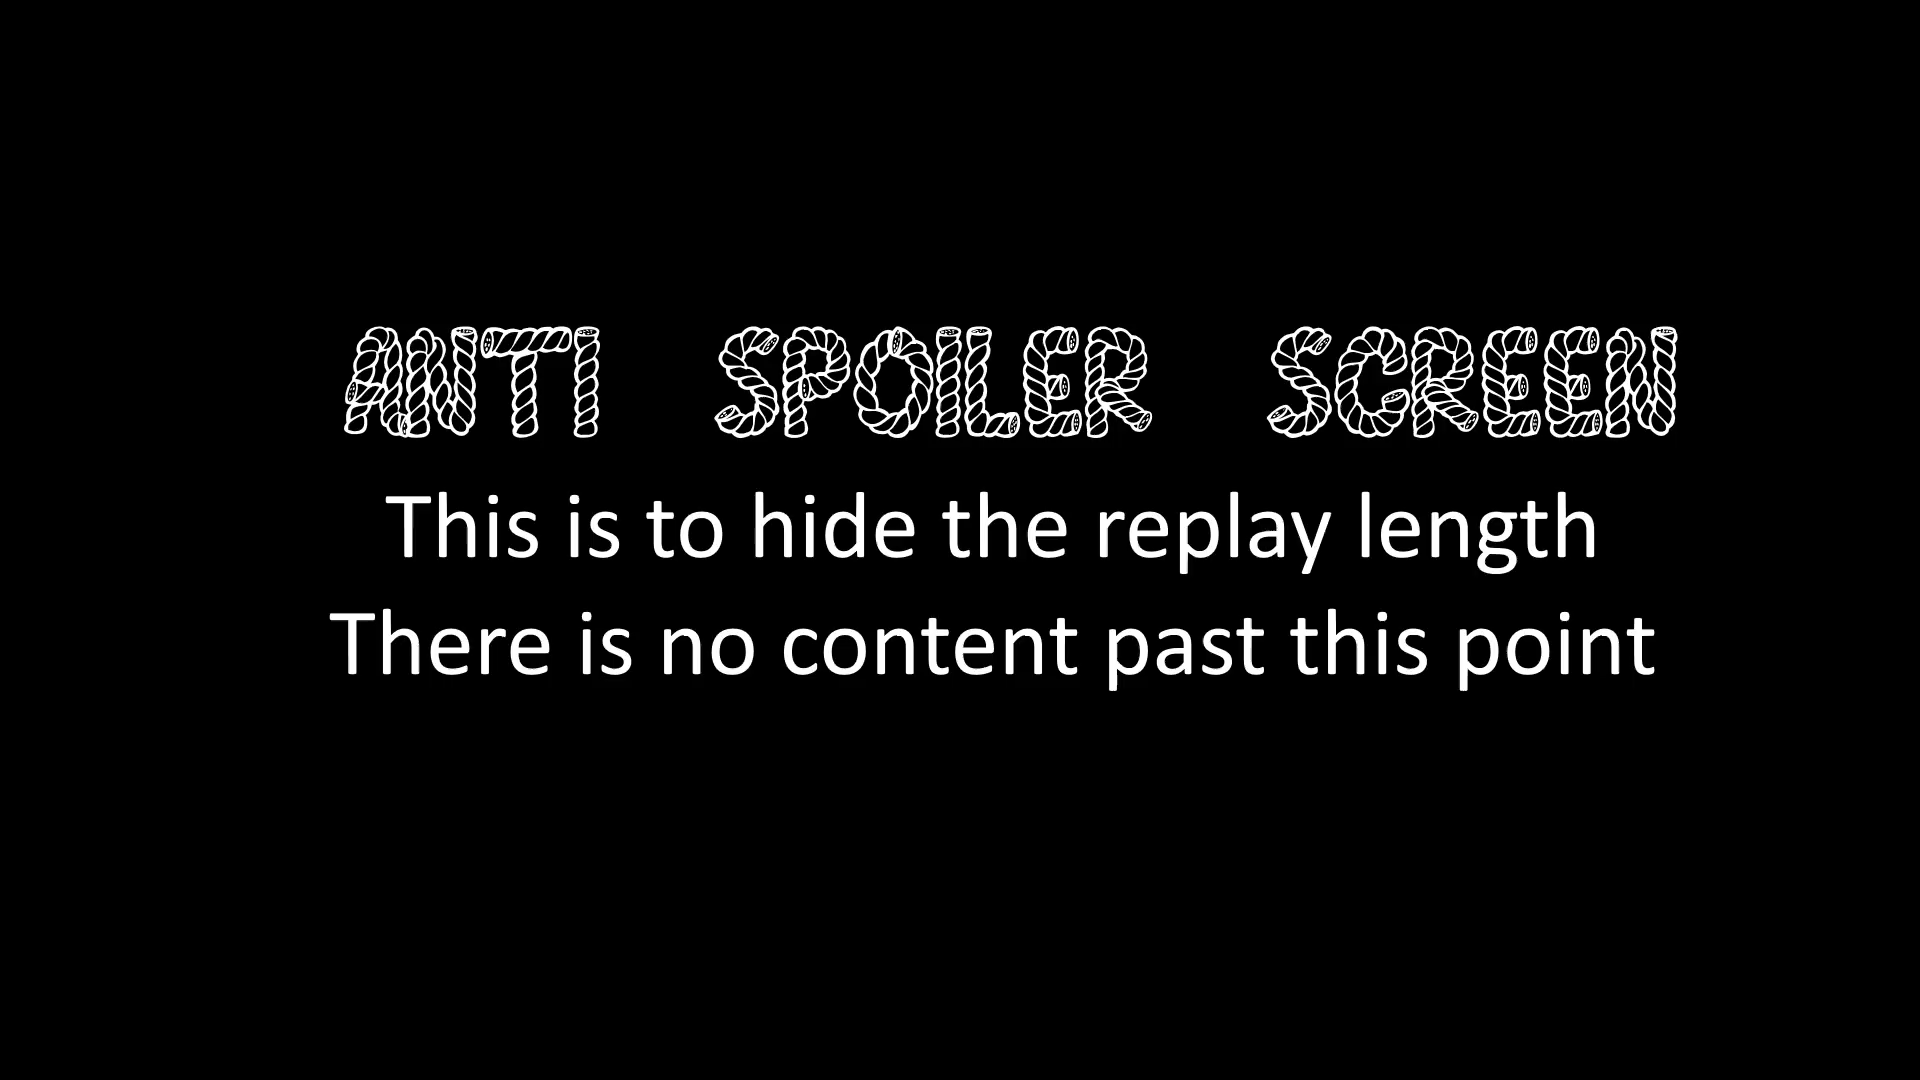 ANTI SPOILER SCREEN
This is to hide the replay length
There is no content past this point